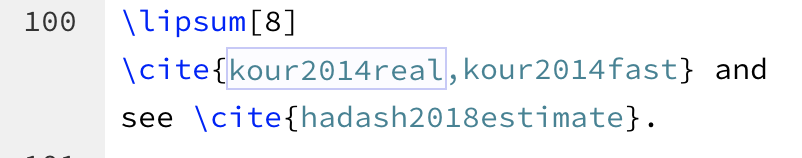 100 \lipsum[8]
\cite{kour2014real,kour2014fast} and
see \cite{hadash2018estimate}.